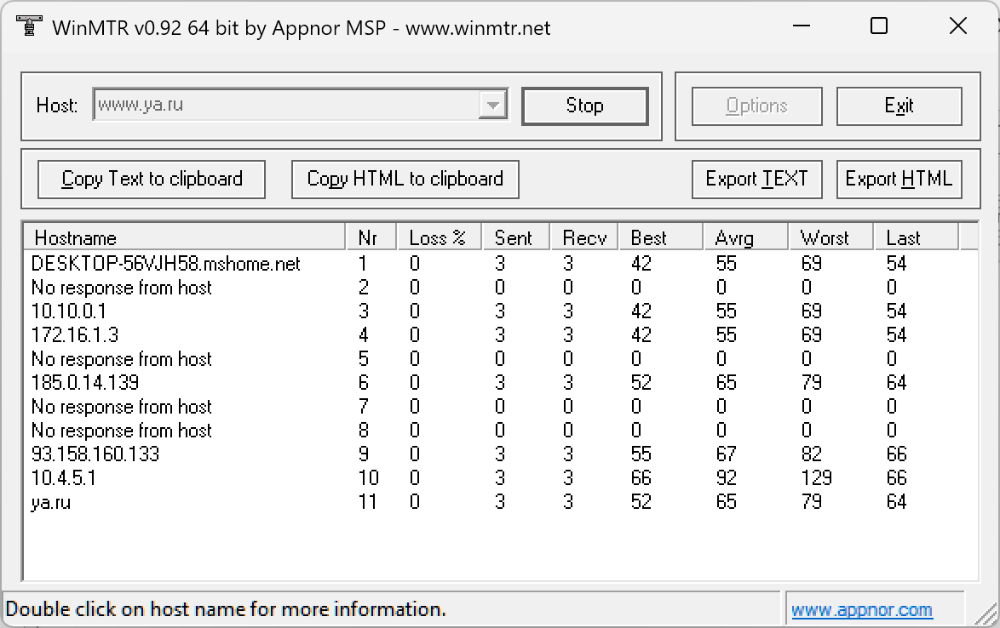 WinMTR v0.92 64 bit by Appnor MSP - www.winmtr.net
Host: www.ya.ru Stop Options Exit
Copy Text to clipboard Copy HTML to clipboard Export TEXT Export HTML
Hostname Nr Loss % Sent Recv Best Avrg Worst Last
DESKTOP-56VJH58.mshome.net 1 0 3 3 42 55 69 54
No response from host 2 0 0 0 0 0 0 0
10.10.0.1 3 0 3 3 42 55 69 54
172.16.1.3 4 0 3 3 42 55 69 54
No response from host 5 0 0 0 0 0 0 0
185.0.14.139 6 0 3 3 52 65 79 64
No response from host 7 0 0 0 0 0 0 0
No response from host 8 0 0 0 0 0 0 0
93.158.160.133 9 0 3 3 55 67 82 66
10.4.5.1 10 0 3 3 66 92 129 66
ya.ru 11 0 3 3 52 65 79 64
Double click on host name for more information. www.appnor.com